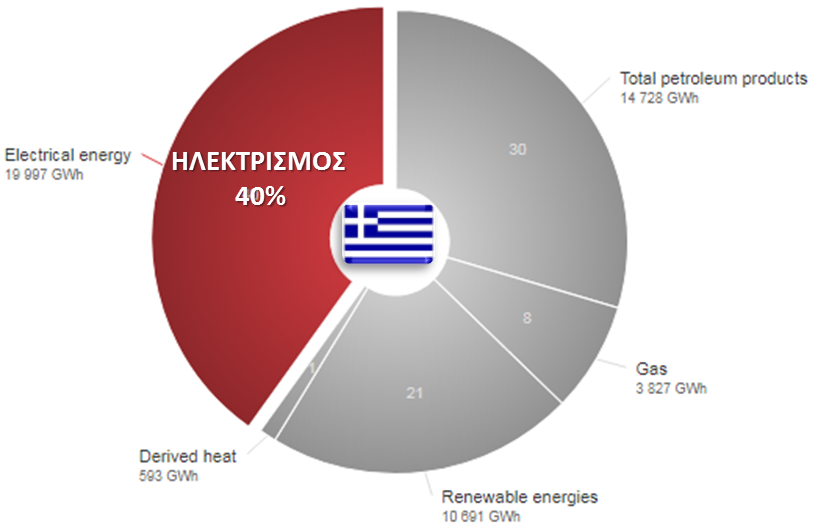 Total petroleum products
14 728 GWh
30
Electrical energy
19 997 GWh
ΗΛΕΚΤΡΙΣΜΟΣ
40%
8
Gas
3 827 GWh
1
21
Derived heat
593 GWh
Renewable energies
10 691 GWh